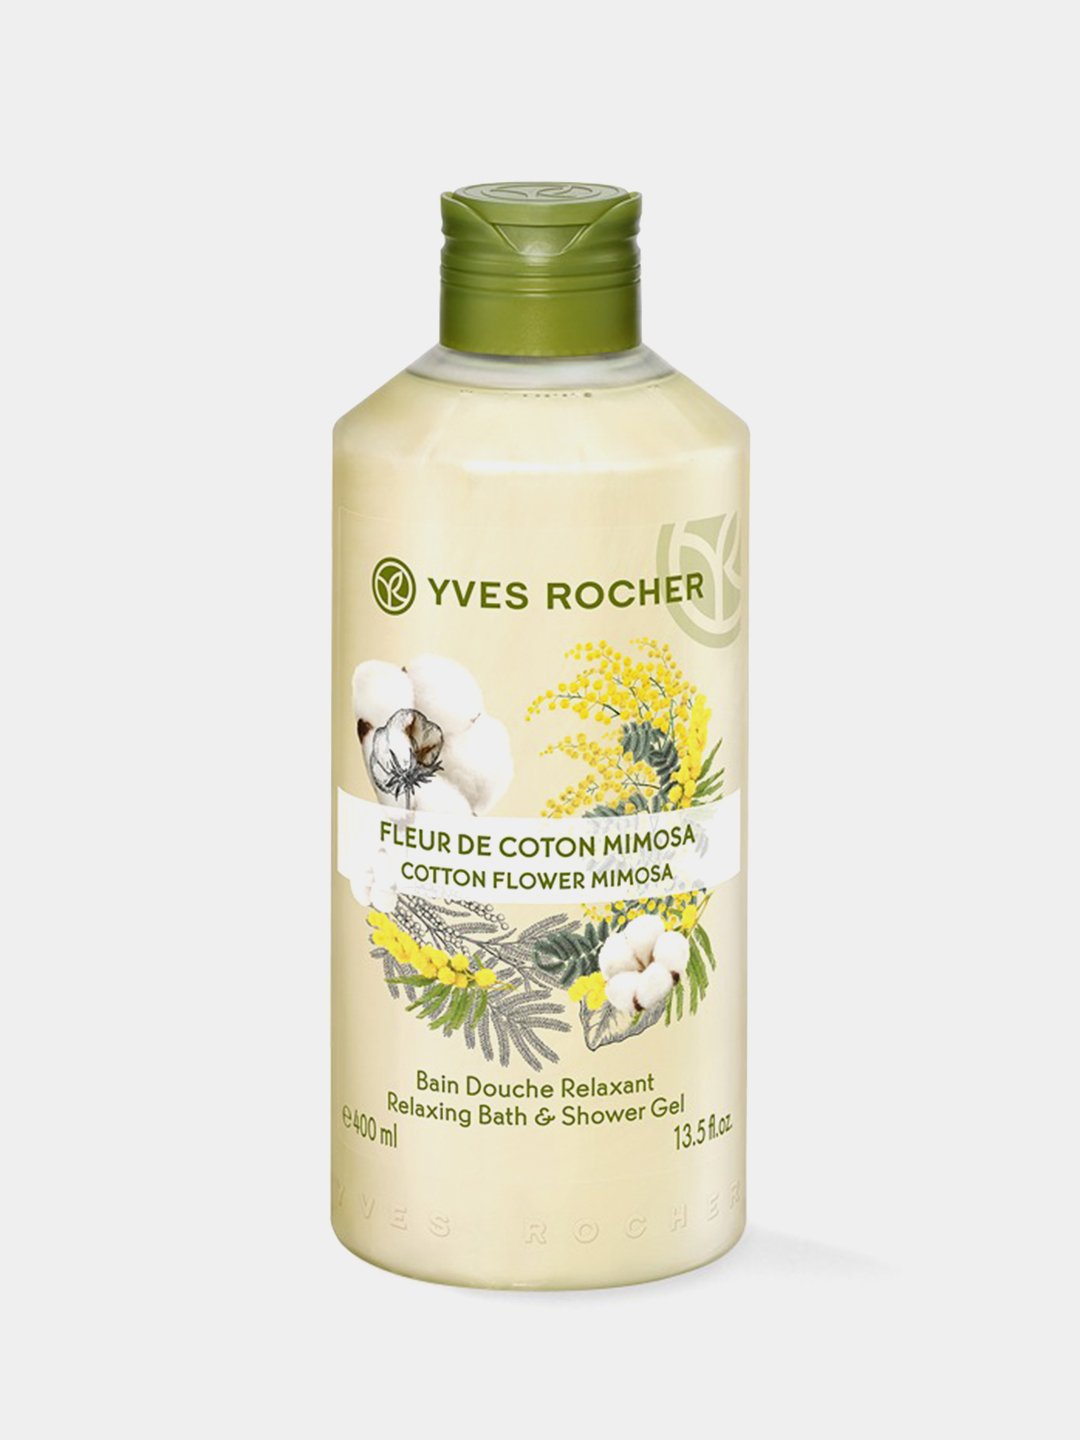 YVES ROCHER
FLEUR DE COTON MIMOSA
COTTON FLOWER MIMOSA
Bain Douche Relaxant
Relaxing Bath & Shower Gel
℮400 ml
13.5 fl.oz.
YVES ROCHER